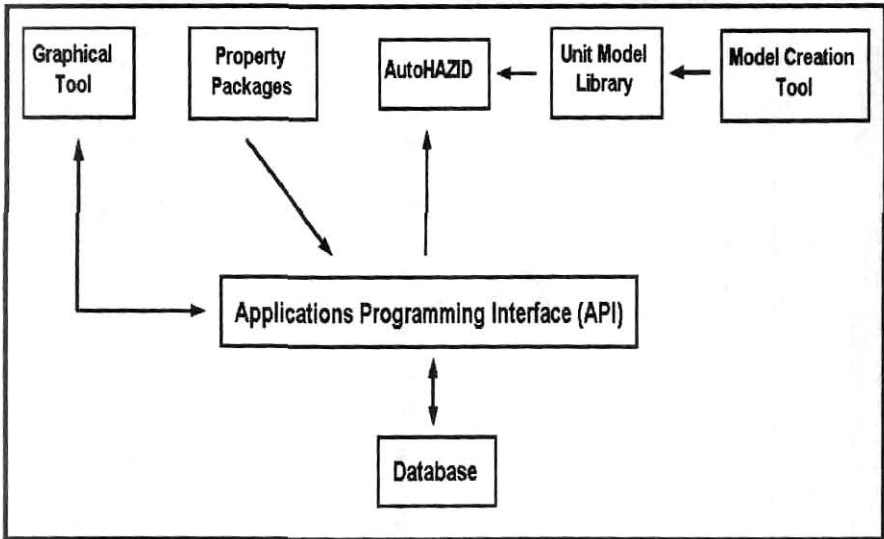 Graphical
Tool
Property
Packages
AutoHAZID
Unit Model
Library
Model Creation
Tool
Applications Programming Interface (API)
Database